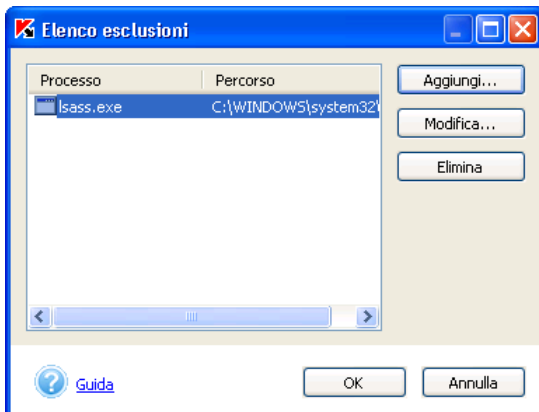 Elenco esclusioni
Processo Percorso
lsass.exe C:\WINDOWS\system32\
Aggiungi...
Modifica...
Elimina
Guida
OK
Annulla